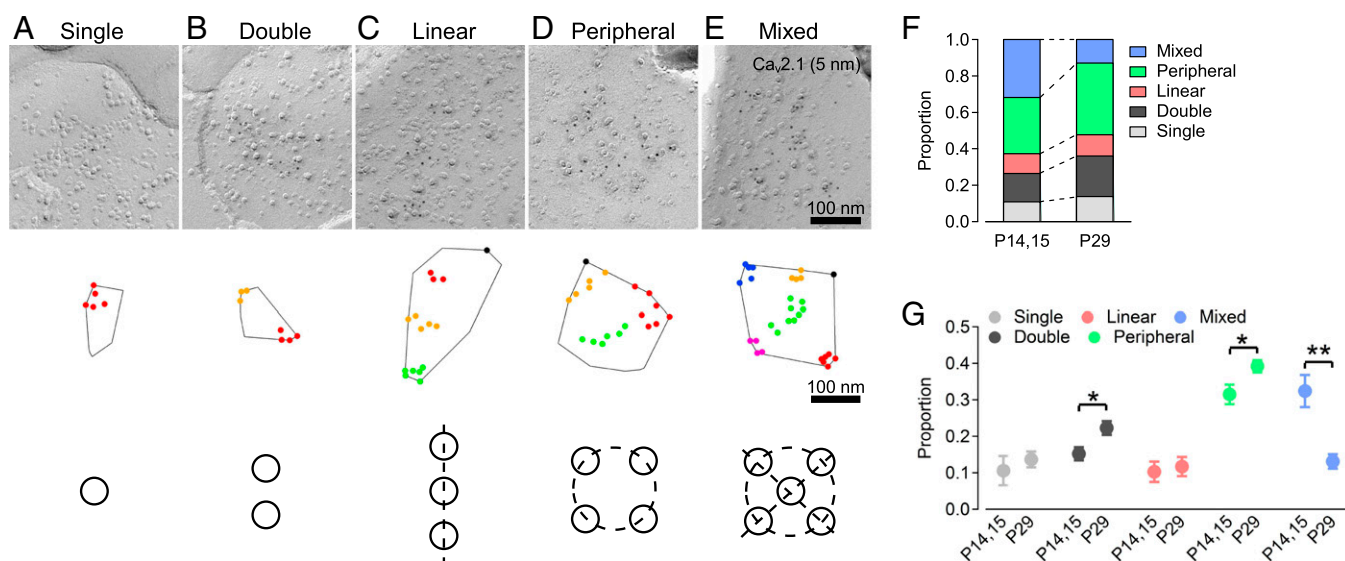 A Single
B Double
C Linear
D Peripheral
E Mixed
Cav2.1 (5 nm)
100 nm
100 nm
F
Proportion
1.0
0.8
0.6
0.4
0.2
0.0
P14,15 P29
Mixed
Peripheral
Linear
Double
Single
G
Single Linear Mixed
Double Peripheral
Proportion
0.5
0.4
0.3
0.2
0.1
0.0
* * **
P14,15 P29 P14,15 P29 P14,15 P29 P14,15 P29 P14,15 P29